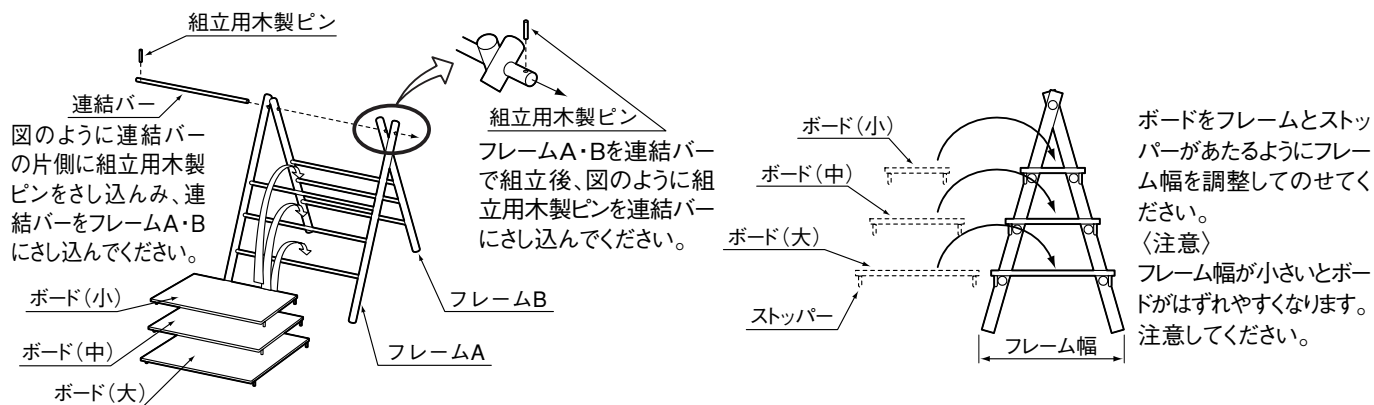 組立用木製ピン
連結バー
図のように連結バー
の片側に組立用木製
ピンをさし込んみ、連
結バーをフレームA・B
にさし込んでください。
ボード(小)
ボード(中)
ボード(大)
フレームB
フレームA
組立用木製ピン
フレームA・Bを連結バー
で組立後、図のように組
立用木製ピンを連結バー
にさし込んでください。
ボード(小)
ボード(中)
ボード(大)
ストッパー
フレーム幅
ボードをフレームとストッ
パーがあたるようにフレー
ム幅を調整してのせてく
ださい。
〈注意〉
フレーム幅が小さいとボー
ドがはずれやすくなります。
注意してください。